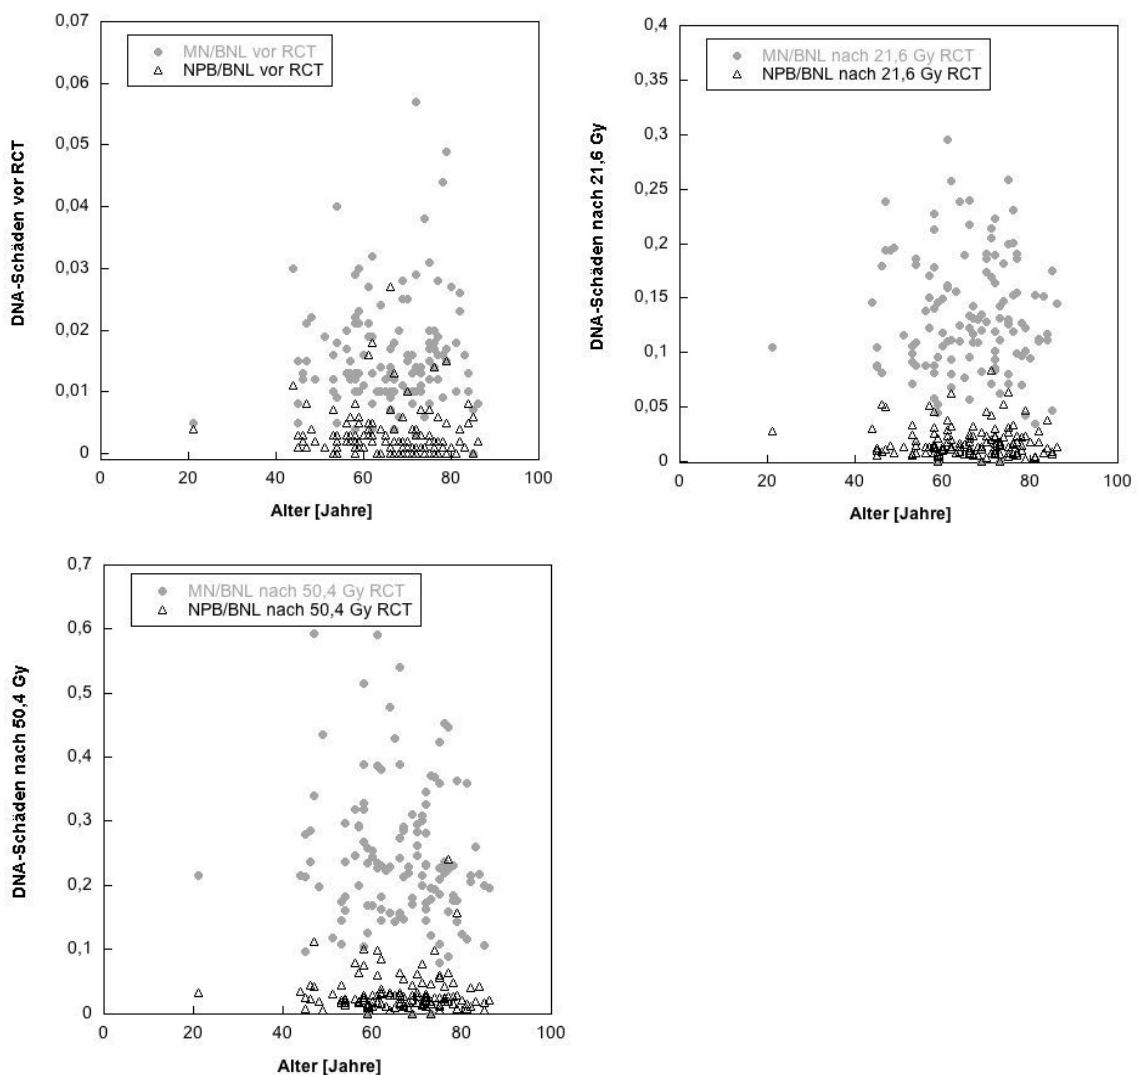 0,07
MN/BNL vor RCT
NPB/BNL vor RCT
0,06
0,05
0,04
0,03
0,02
0,01
0
DNA-Schäden vor RCT
0 20 40 60 80 100
Alter [Jahre]
0,4
MN/BNL nach 21,6 Gy RCT
NPB/BNL nach 21,6 Gy RCT
0,35
0,3
0,25
0,2
0,15
0,1
0,05
0
DNA-Schäden nach 21,6 Gy
0 20 40 60 80 100
Alter [Jahre]
0,7
MN/BNL nach 50,4 Gy RCT
NPB/BNL nach 50,4 Gy RCT
0,6
0,5
0,4
0,3
0,2
0,1
0
DNA-Schäden nach 50,4 Gy
0 20 40 60 80 100
Alter [Jahre]